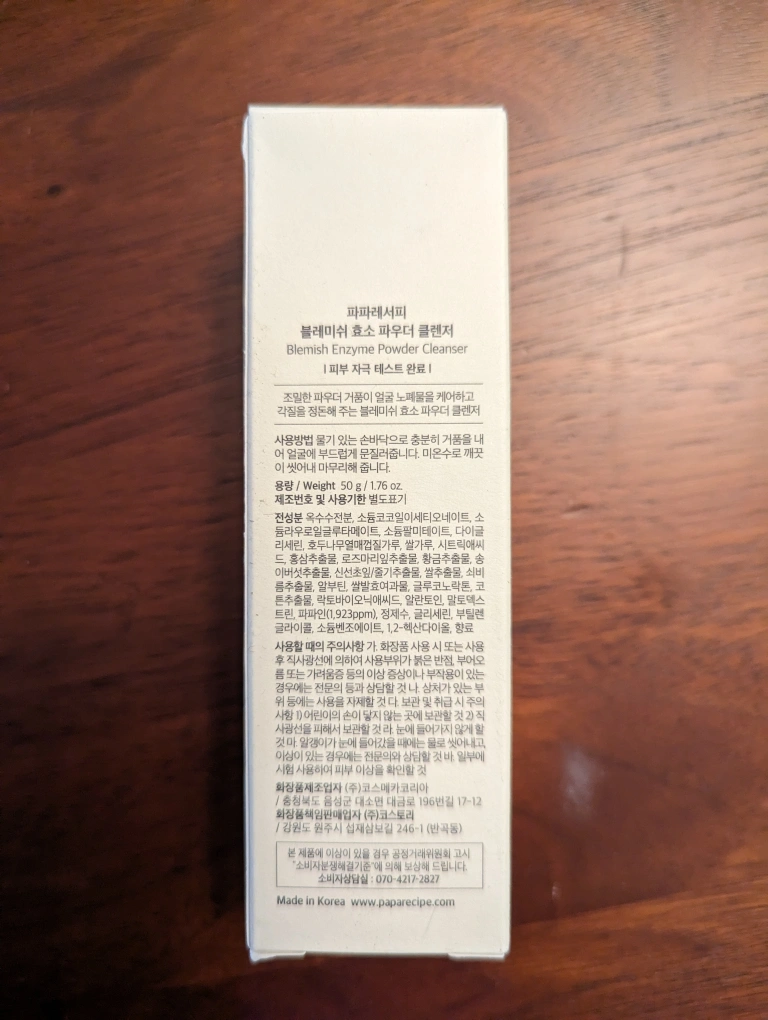 파파레서피
블레미쉬 효소 파우더 클렌저
Blemish Enzyme Powder Cleanser
I 피부 자극 테스트 완료 I
조밀한 파우더 거품이 얼굴 노폐물을 케어하고
각질을 정돈해 주는 블레미쉬 효소 파우더 클렌저
사용방법 물기 있는 손바닥으로 충분히 거품을 내
어 얼굴에 부드럽게 문질러줍니다. 미온수로 깨끗
이 씻어내 마무리해 줍니다.
용량 / Weight 50 g / 1.76 oz.
제조번호 및 사용기한 별도표기
전성분 옥수수전분, 소듐코코일이세티오네이트, 소
듐라우로일글루타메이트, 소듐팔미테이트, 다이글
리세린, 호두나무열매껍질가루, 쌀가루, 시트릭애씨
드, 홍삼추출물, 로즈마리잎추출물, 황금추출물, 송
이버섯추출물, 신선초잎/줄기추출물, 쌀추출물, 쇠비
름추출물, 알부틴, 쌀발효여과물, 글루코노락톤, 코
튼추출물, 락토바이오닉애씨드, 알란토인, 말토덱스
트린, 파파인(1,923ppm), 정제수, 글리세린, 부틸렌
글라이콜, 소듐벤조에이트, 1,2-헥산다이올, 향료
사용할 때의 주의사항 가. 화장품 사용 시 또는 사용
후 직사광선에 의하여 사용부위가 붉은 반점, 부어오
름 또는 가려움증 등의 이상 증상이나 부작용이 있는
경우에는 전문의 등과 상담할 것 나. 상처가 있는 부
위 등에는 사용을 자제할 것 다. 보관 및 취급 시 주의
사항 1) 어린이의 손이 닿지 않는 곳에 보관할 것 2) 직
사광선을 피해서 보관할 것 라. 눈에 들어가지 않게 할
것 마. 알갱이가 눈에 들어갔을 때에는 물로 씻어내고,
이상이 있는 경우에는 전문의와 상담할 것 바. 일부에
시험 사용하여 피부 이상을 확인할 것
화장품제조업자 (주)코스메카코리아
/ 충청북도 음성군 대소면 대금로 196번길 17-12
화장품책임판매업자 (주)코스토리
/ 강원도 원주시 섭재삼보길 246-1 (반곡동)
본 제품에 이상이 있을 경우 공정거래위원회 고시
"소비자분쟁해결기준"에 의해 보상해 드립니다.
소비자상담실 : 070-4217-2827
Made in Korea www.paparecipe.com